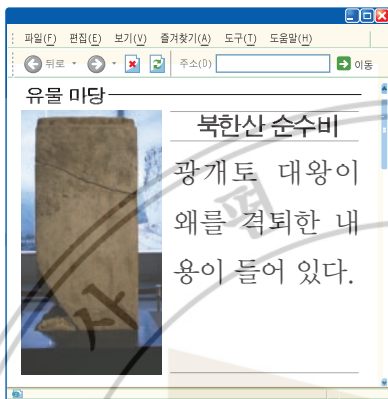 파일(F) 편집(E) 보기(V) 즐겨찾기(A) 도구(T) 도움말(H)
뒤로 주소(D) 이동
유물 마당
북한산 순수비
광개토 대왕이
왜를 격퇴한 내
용이 들어 있다.